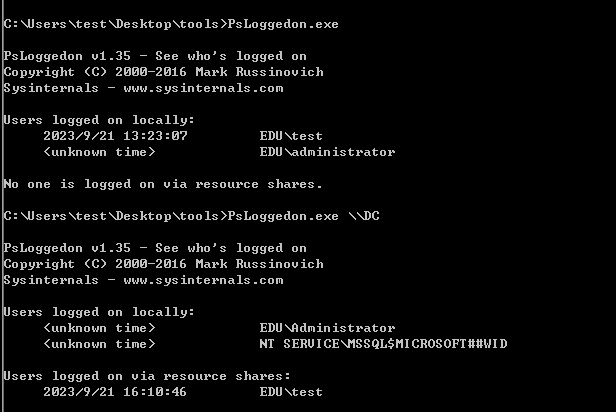 C:\Users\test\Desktop\tools>PsLoggedon.exe
PsLoggedon v1.35 - See who's logged on
Copyright (C) 2000-2016 Mark Russinovich
Sysinternals - www.sysinternals.com
Users logged on locally:
2023/9/21 13:23:07 EDU\test
<unknown time> EDU\administrator
No one is logged on via resource shares.
C:\Users\test\Desktop\tools>PsLoggedon.exe \\DC
PsLoggedon v1.35 - See who's logged on
Copyright (C) 2000-2016 Mark Russinovich
Sysinternals - www.sysinternals.com
Users logged on locally:
<unknown time> EDU\Administrator
<unknown time> NT SERVICE\MSSQL$MICROSOFT##WID
Users logged on via resource shares:
2023/9/21 16:10:46 EDU\test